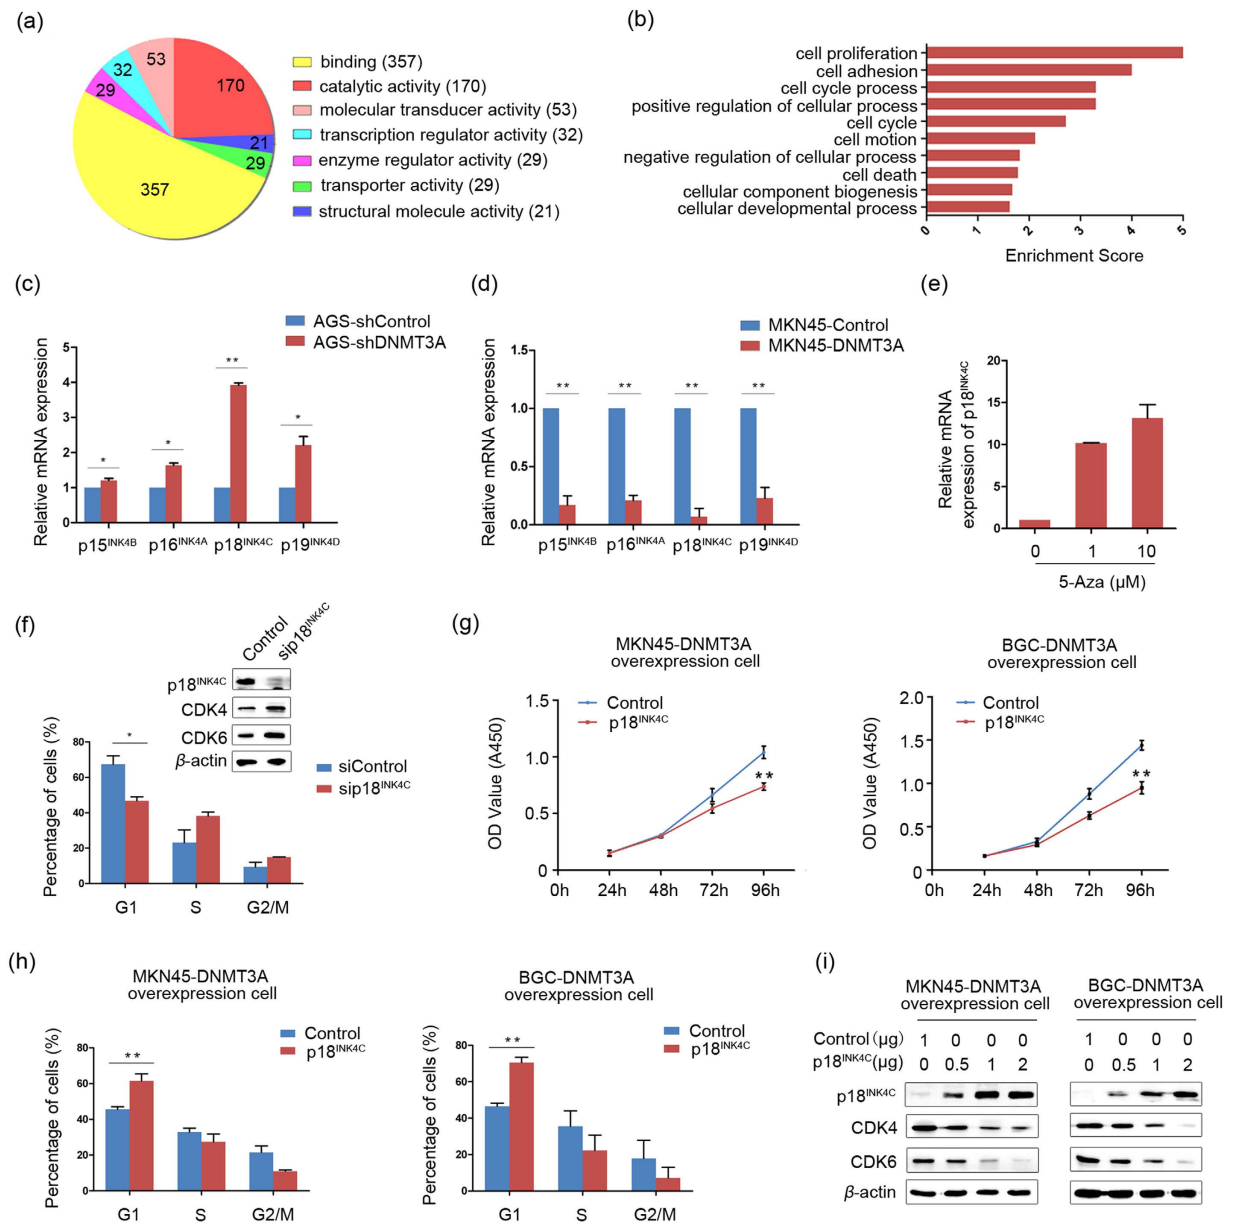 (a)
53
32
29
170
21
29
357
binding (357)
catalytic activity (170)
molecular transducer activity (53)
transcription regulator activity (32)
enzyme regulator activity (29)
transporter activity (29)
structural molecule activity (21)
(b)
cell proliferation
cell adhesion
cell cycle process
positive regulation of cellular process
cell cycle
cell motion
negative regulation of cellular process
cell death
cellular component biogenesis
cellular developmental process
0 1 2 3 4 5
Enrichment Score
(c)
AGS-shControl
AGS-shDNMT3A
Relative mRNA expression
5
4
3
2
1
0
* * ** *
p15INK4B p16INK4A p18INK4C p19INK4D
(d)
MKN45-Control
MKN45-DNMT3A
Relative mRNA expression
1.5
1.0
0.5
0.0
** ** ** **
p15INK4B p16INK4A p18INK4C p19INK4D
(e)
Relative mRNA
expression of p18INK4C
20
15
10
5
0
0 1 10
5-Aza (µM)
(f)
Control sip18INK4C
p18INK4C
CDK4
CDK6
β-actin
Percentage of cells (%)
80
60
40
20
0
*
siControl
sip18INK4C
G1 S G2/M
(g)
MKN45-DNMT3A
overexpression cell
Control
p18INK4C
OD Value (A450)
1.5
1.0
0.5
0
**
0h 24h 48h 72h 96h
BGC-DNMT3A
overexpression cell
Control
p18INK4C
OD Value (A450)
2.0
1.5
1.0
0.5
0
**
0h 24h 48h 72h 96h
(h)
MKN45-DNMT3A
overexpression cell
Control
p18INK4C
Percentage of cells (%)
80
60
40
20
0
**
G1 S G2/M
BGC-DNMT3A
overexpression cell
Control
p18INK4C
Percentage of cells (%)
80
60
40
20
0
**
G1 S G2/M
(i)
MKN45-DNMT3A
overexpression cell
BGC-DNMT3A
overexpression cell
Control (µg) 1 0 0 0 1 0 0 0
p18INK4C(µg) 0 0.5 1 2 0 0.5 1 2
p18INK4C
CDK4
CDK6
β-actin